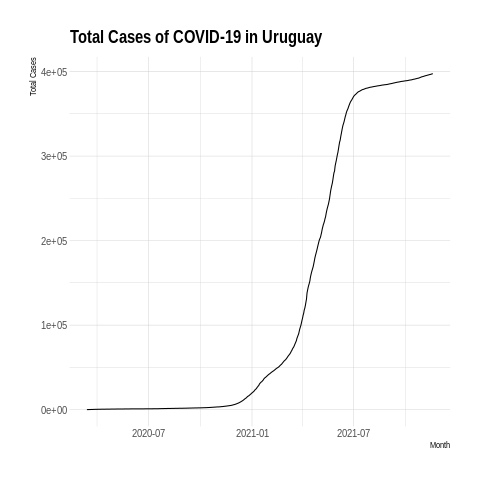 Total Cases of COVID-19 in Uruguay
Total Cases
4e+05
3e+05
2e+05
1e+05
0e+00
2020-07
2021-01
2021-07
Month